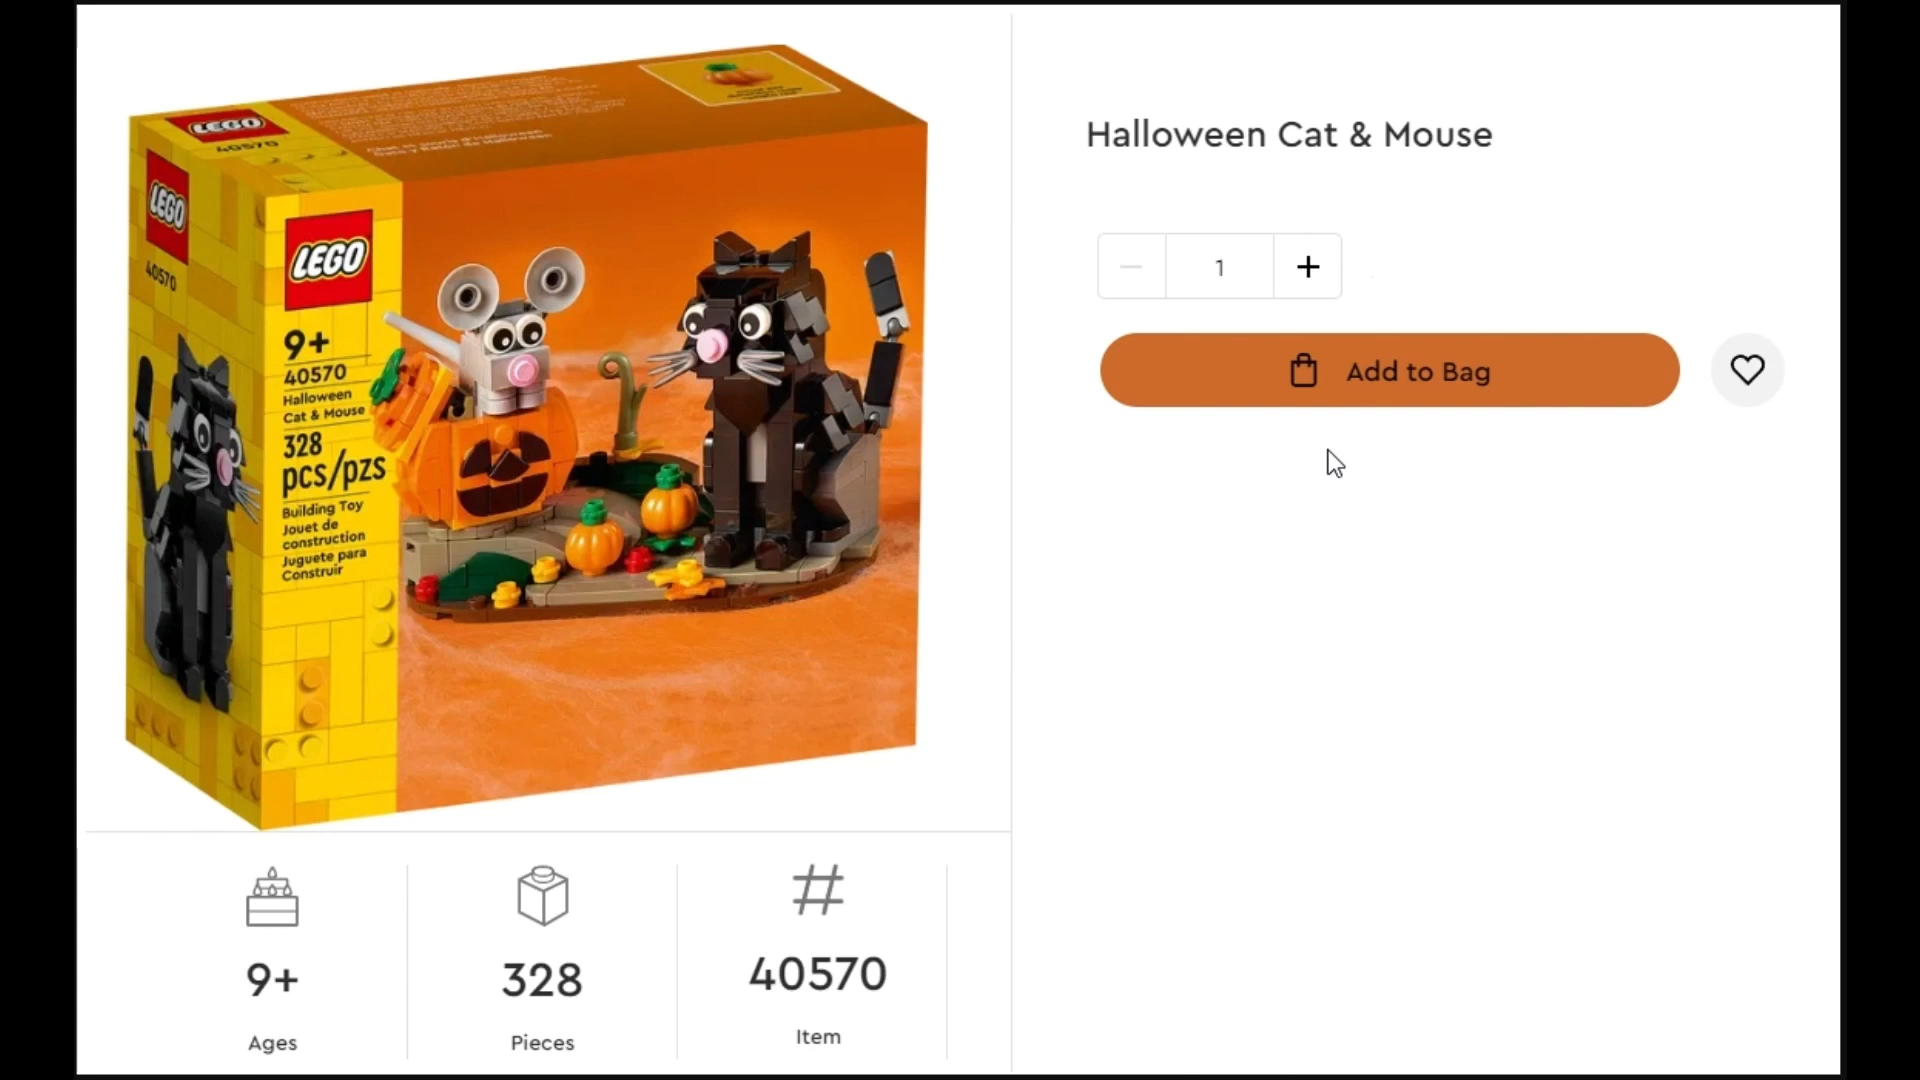 LEGO
40570
LEGO
40570
LEGO
9+
40570
Halloween
Cat & Mouse
328
pcs/pzs
Building Toy
Jouet de
construction
Juguete para
Construir
Halloween Cat & Mouse
1
Add to Bag
9+
Ages
328
Pieces
40570
Item